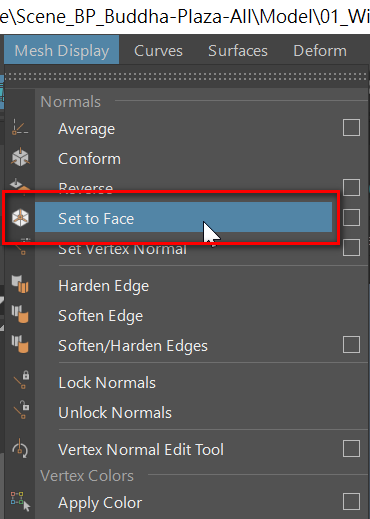 e\Scene_BP_Buddha-Plaza-All\Model\01_Wi
Mesh Display Curves Surfaces Deform
Normals
Average
Conform
Reverse
Set to Face
Set Vertex Normal
Harden Edge
Soften Edge
Soften/Harden Edges
Lock Normals
Unlock Normals
Vertex Normal Edit Tool
Vertex Colors
Apply Color